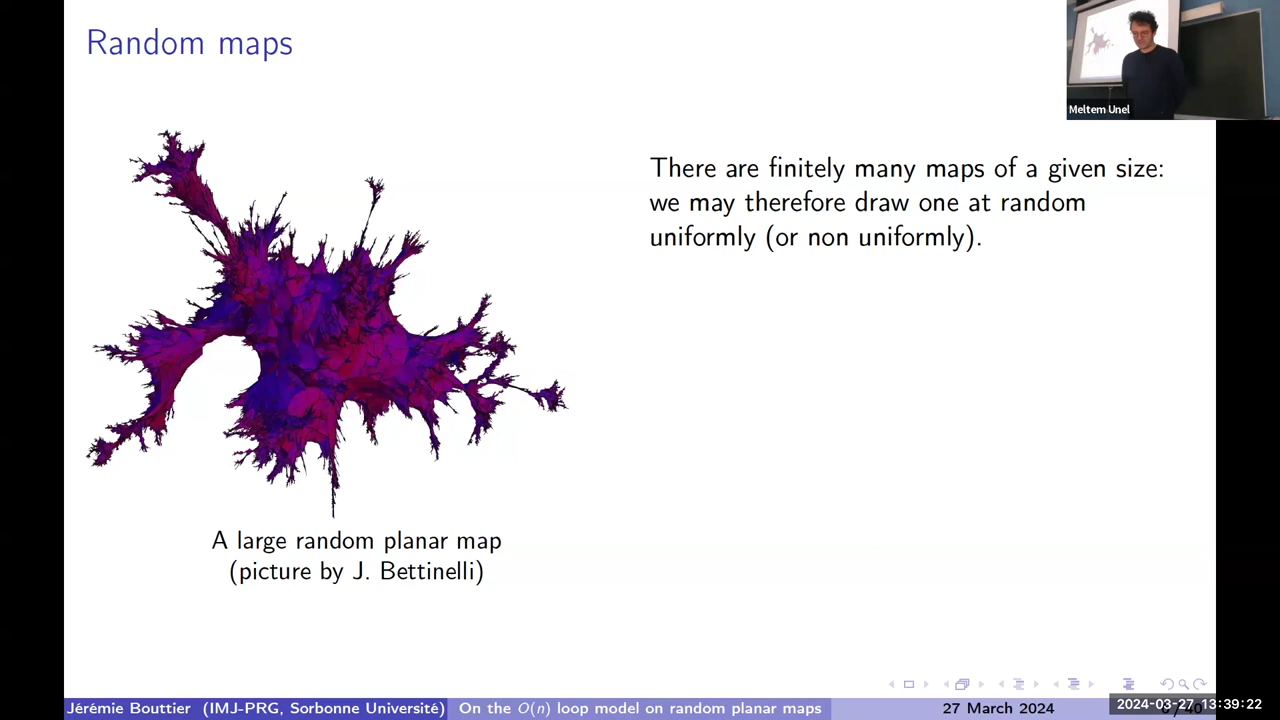 Random maps
Meltem Unel
There are finitely many maps of a given size:
we may therefore draw one at random
uniformly (or non uniformly).
A large random planar map
(picture by J. Bettinelli)
Jérémie Bouttier (IMJ-PRG, Sorbonne Université)
On the O(n) loop model on random planar maps
27 March 2024
2024-03-27 13:39:22